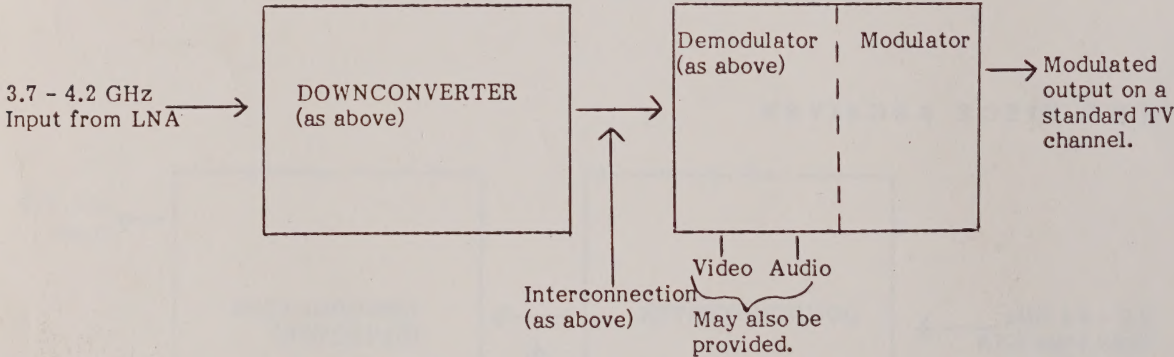 3.7 - 4.2 GHz
Input from LNA
DOWNCONVERTER
(as above)
Interconnection
(as above)
Demodulator
(as above)
Modulator
Video Audio
May also be
provided.
Modulated
output on a
standard TV
channel.